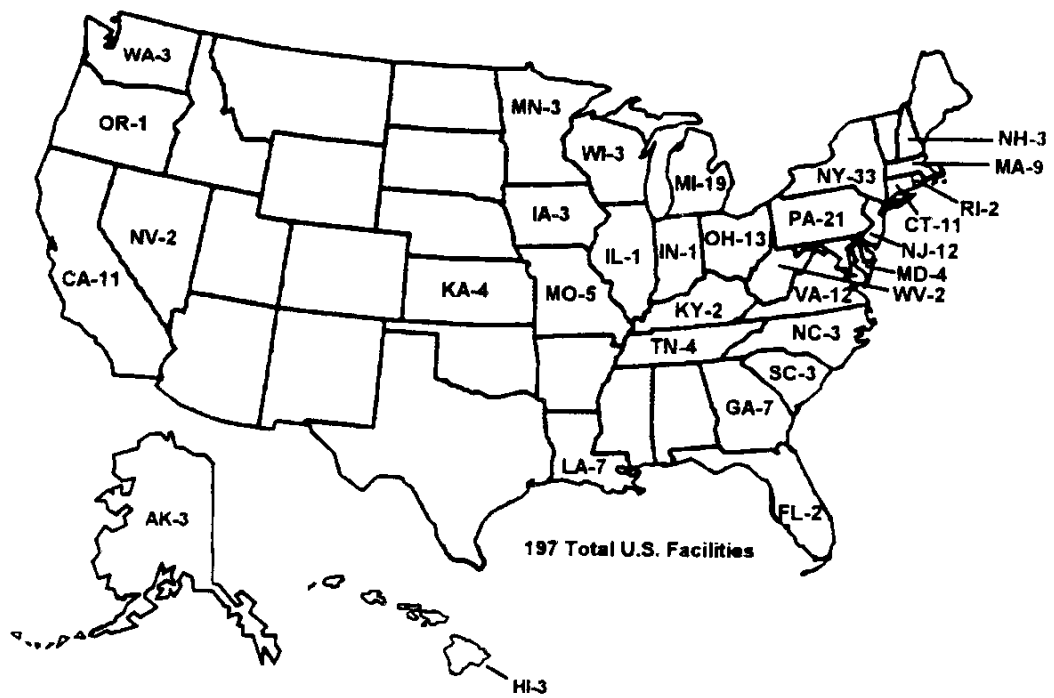 WA-3
OR-1
MN-3
NH-3
WI-3
MA-9
NY-33
MI-19
RI-2
IA-3
PA-21
CT-11
NV-2
OH-13
IL-1
IN-1
NJ-12
CA-11
MD-4
KA-4
MO-5
VA-12
WV-2
KY-2
NC-3
TN-4
SC-3
GA-7
LA-7
FL-2
AK-3
197 Total U.S. Facilities
HI-3